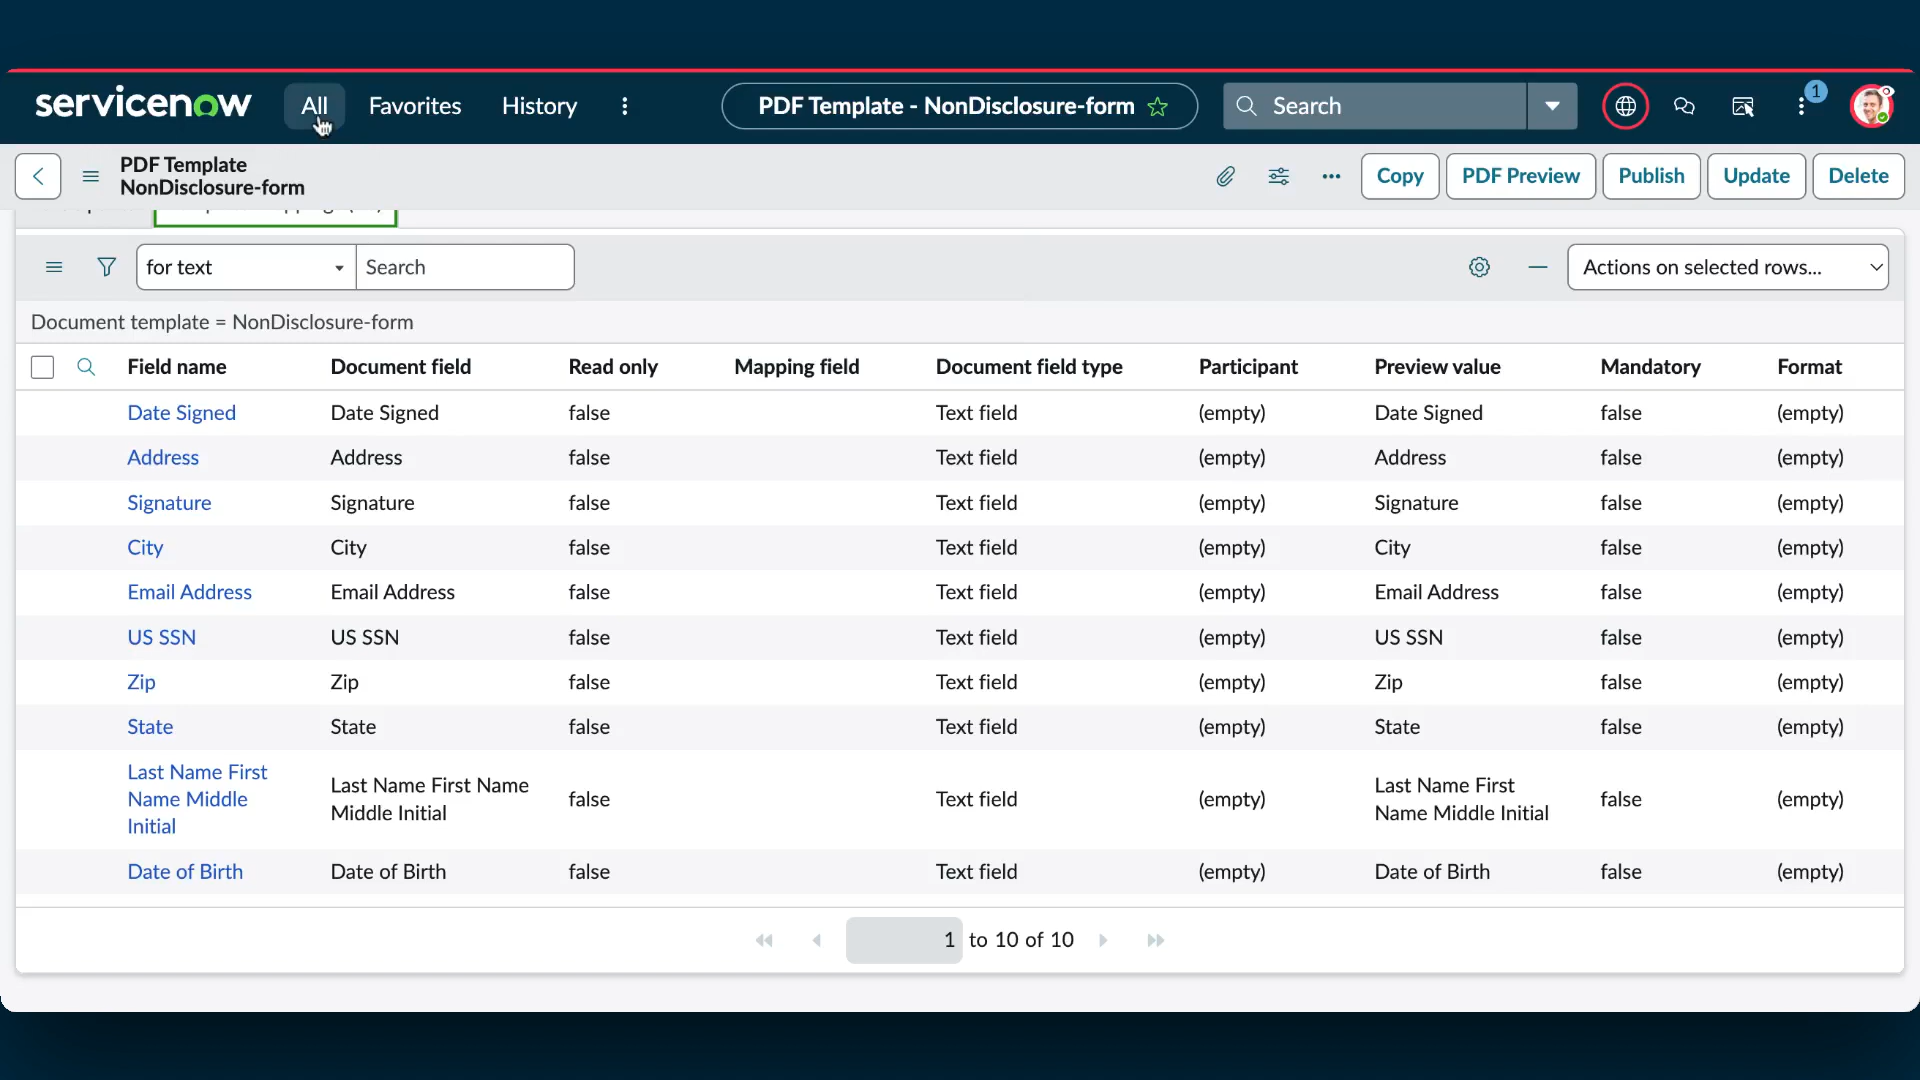 servicenow All Favorites History PDF Template - NonDisclosure-form Search 1
PDF Template
NonDisclosure-form
Copy PDF Preview Publish Update Delete
for text Search Actions on selected rows...
Document template = NonDisclosure-form
Field name Document field Read only Mapping field Document field type Participant Preview value Mandatory Format
Date Signed Date Signed false Text field (empty) Date Signed false (empty)
Address Address false Text field (empty) Address false (empty)
Signature Signature false Text field (empty) Signature false (empty)
City City false Text field (empty) City false (empty)
Email Address Email Address false Text field (empty) Email Address false (empty)
US SSN US SSN false Text field (empty) US SSN false (empty)
Zip Zip false Text field (empty) Zip false (empty)
State State false Text field (empty) State false (empty)
Last Name First
Name Middle
Initial
Last Name First Name
Middle Initial
false Text field (empty)
Last Name First
Name Middle Initial
false (empty)
Date of Birth Date of Birth false Text field (empty) Date of Birth false (empty)
1 to 10 of 10